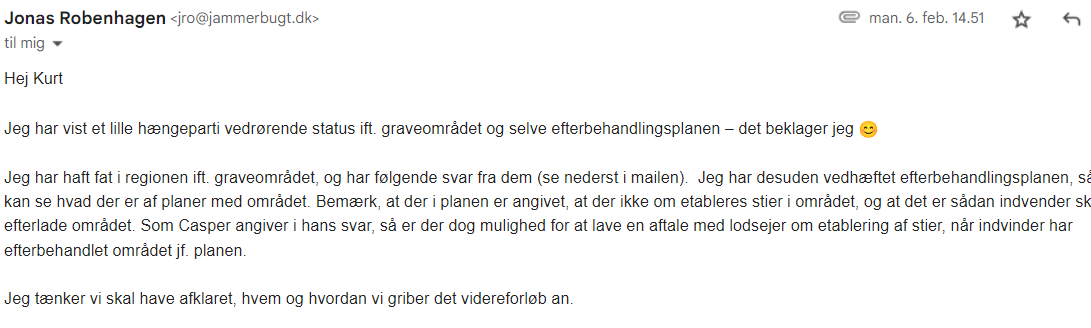 Jonas Robenhagen <jro@jammerbugt.dk> man. 6. feb. 14.51
til mig
Hej Kurt
Jeg har vist et lille hængeparti vedrørende status ift. graveområdet og selve efterbehandlingsplanen – det beklager jeg 😊
Jeg har haft fat i regionen ift. graveområdet, og har følgende svar fra dem (se nederst i mailen). Jeg har desuden vedhæftet efterbehandlingsplanen, så
kan se hvad der er af planer med området. Bemærk, at der i planen er angivet, at der ikke om etableres stier i området, og at det er sådan indvender sk
efterlade området. Som Casper angiver i hans svar, så er der dog mulighed for at lave en aftale med lodsejer om etablering af stier, når indvinder har
efterbehandlet området jf. planen.
Jeg tænker vi skal have afklaret, hvem og hvordan vi griber det videreforløb an.